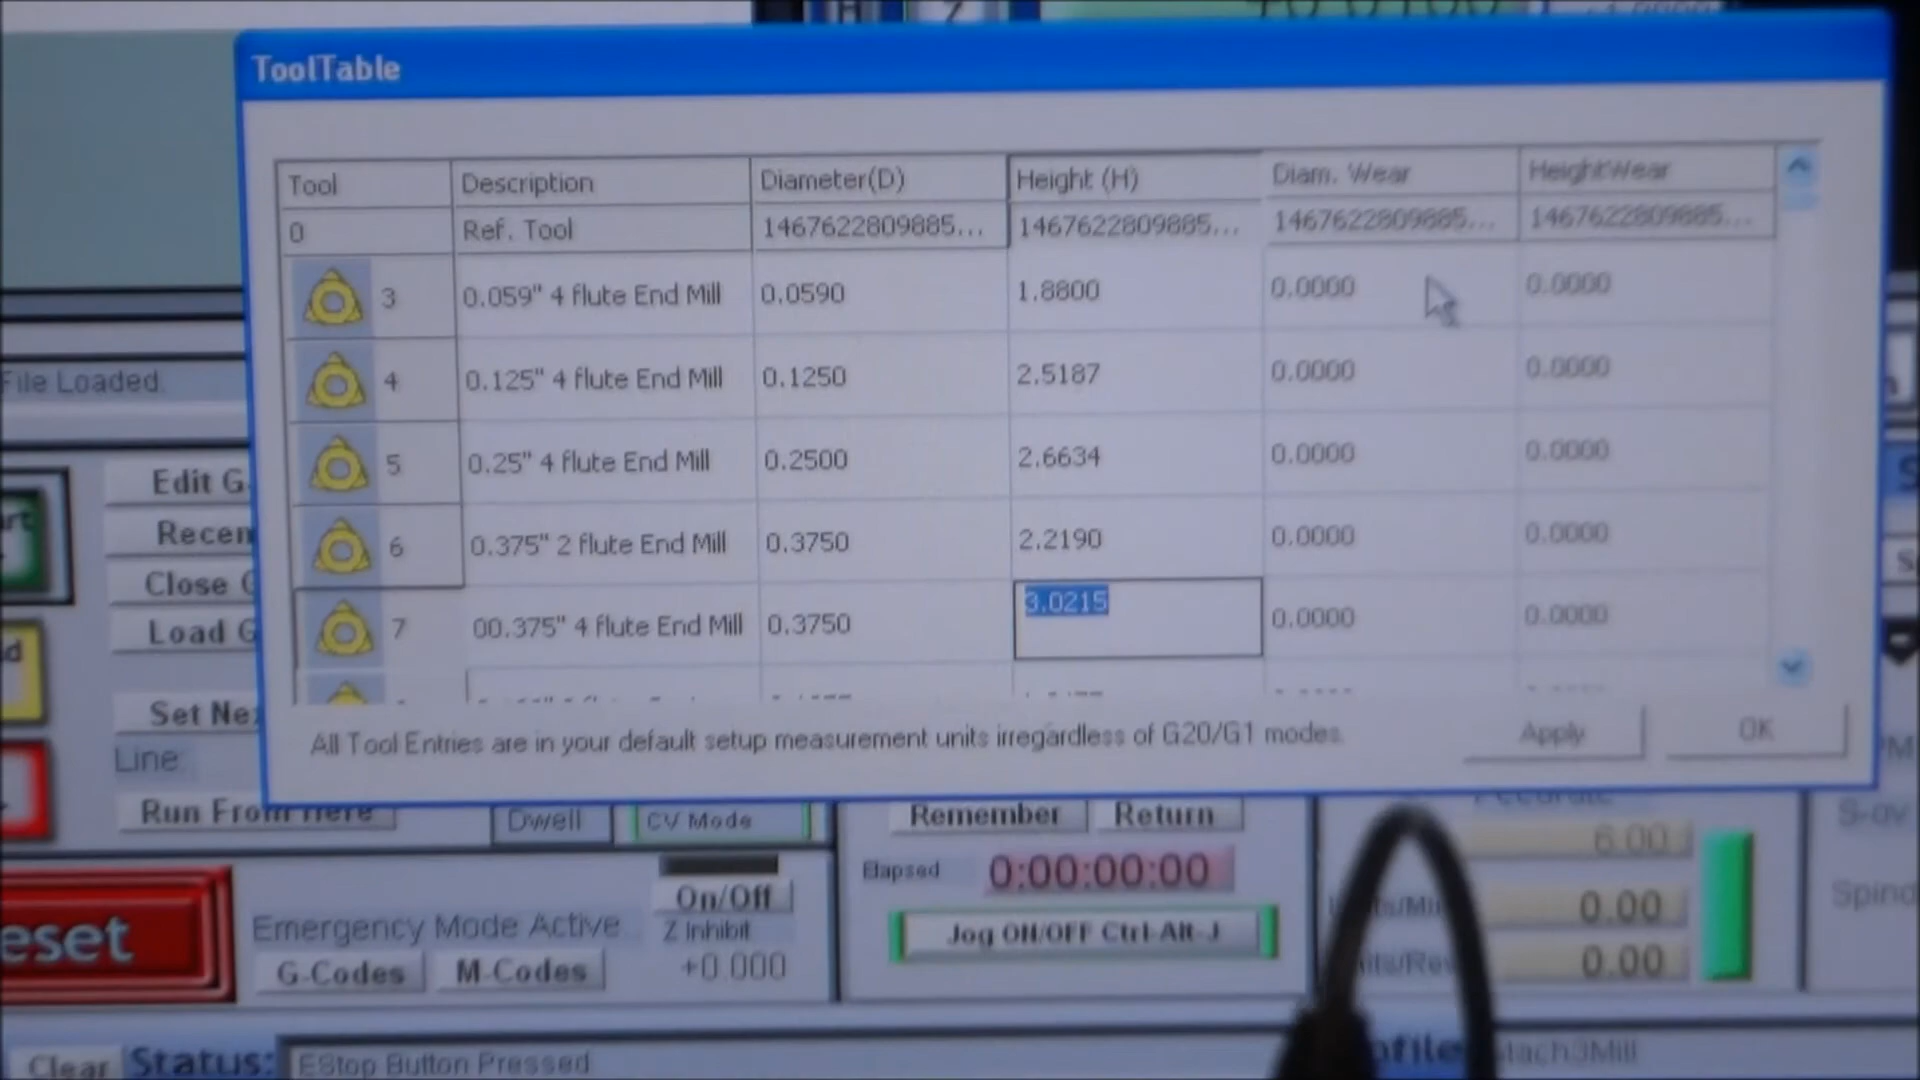 ToolTable
Tool Description Diameter(D) Height (H) Diam. Wear HeightWear
0 Ref. Tool 1467622809885... 1467622809885... 1467622809885... 1467622809885...
3 0.059" 4 flute End Mill 0.0590 1.8800 0.0000 0.0000
4 0.125" 4 flute End Mill 0.1250 2.5187 0.0000 0.0000
5 0.25" 4 flute End Mill 0.2500 2.6634 0.0000 0.0000
6 0.375" 2 flute End Mill 0.3750 2.2190 0.0000 0.0000
7 00.375" 4 flute End Mill 0.3750 3.0215 0.0000 0.0000
All Tool Entries are in your default setup measurement units irregardless of G20/G1 modes.
Apply OK
File Loaded.
Edit G
Recen
Close G
Load G
Set Ne
Line:
Run From Here
Dwell
CV Mode
Remember Return
Elapsed 0:00:00:00
Jog ON/OFF Ctrl-Alt-J
On/Off
Z Inhibit
+0.000
eset
Emergency Mode Active
G-Codes M-Codes
6.00
0.00
0.00
Spind
Clear Status: EStop Button Pressed
ofile Mach3Mill